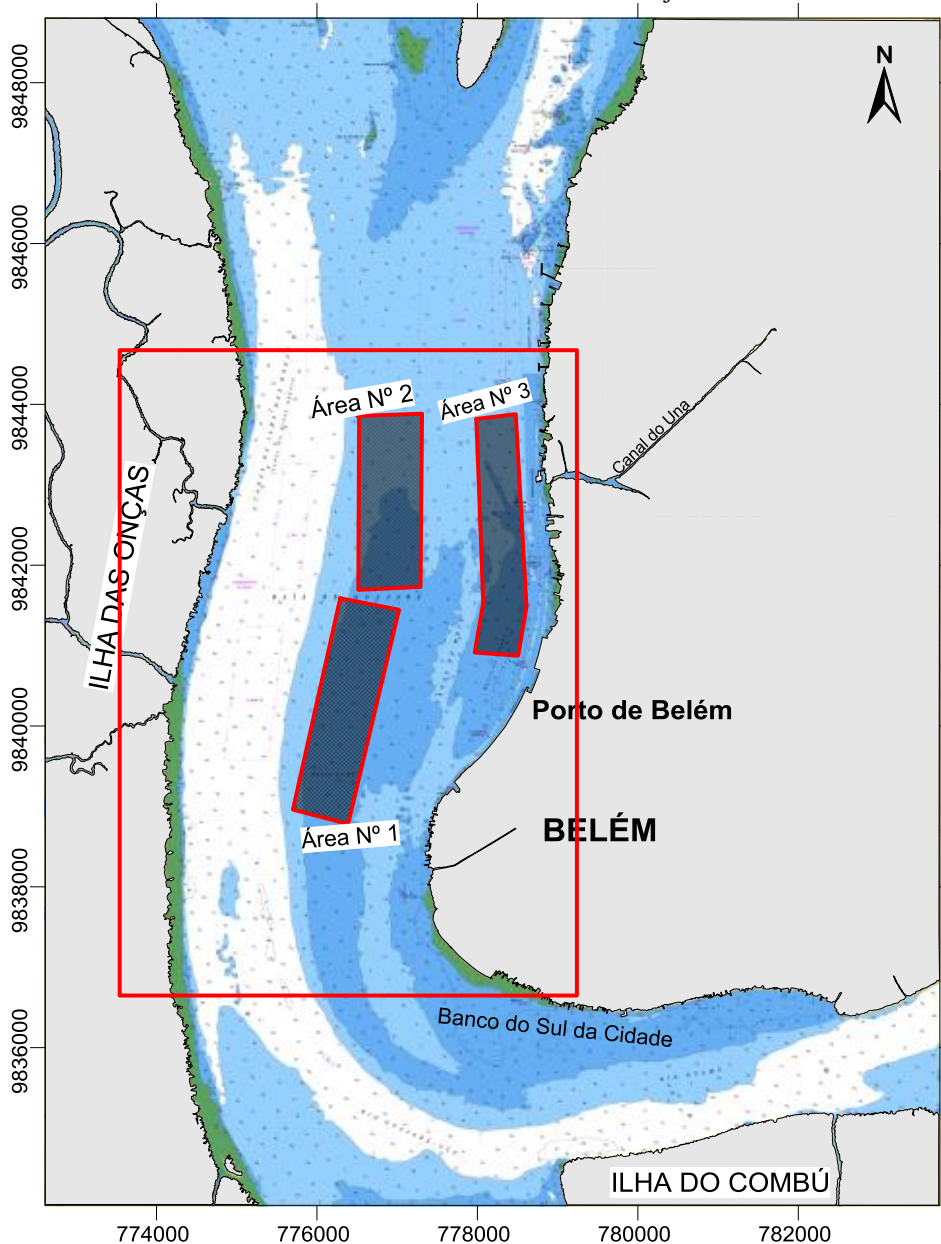 N
9848000
9846000
9844000
9842000
9840000
9838000
9836000
Área Nº 2
Área Nº 3
Canal do Una
ILHA DAS ONÇAS
Porto de Belém
BELÉM
Área Nº 1
Banco do Sul da Cidade
ILHA DO COMBÚ
774000
776000
778000
780000
782000